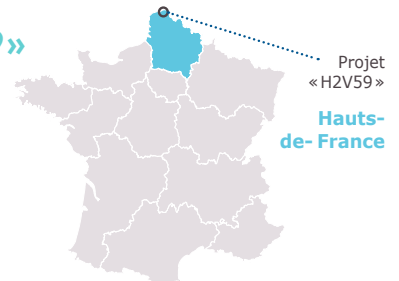 »
Projet
« H2V59 »
Hauts-
de- France